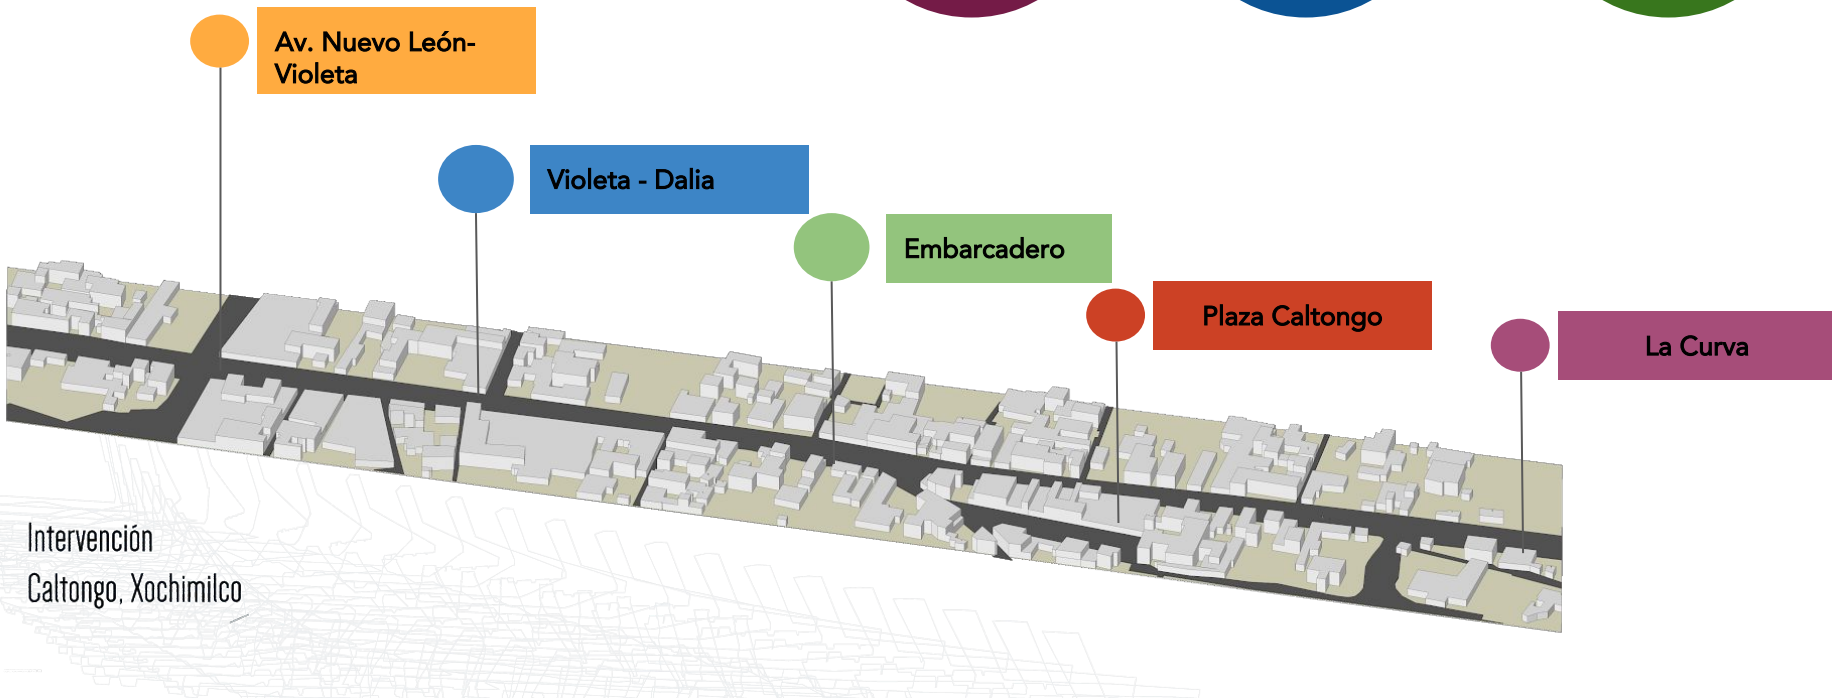 Av. Nuevo León-
Violeta
Violeta - Dalia
Embarcadero
Plaza Caltongo
La Curva
Intervención
Caltongo, Xochimilco